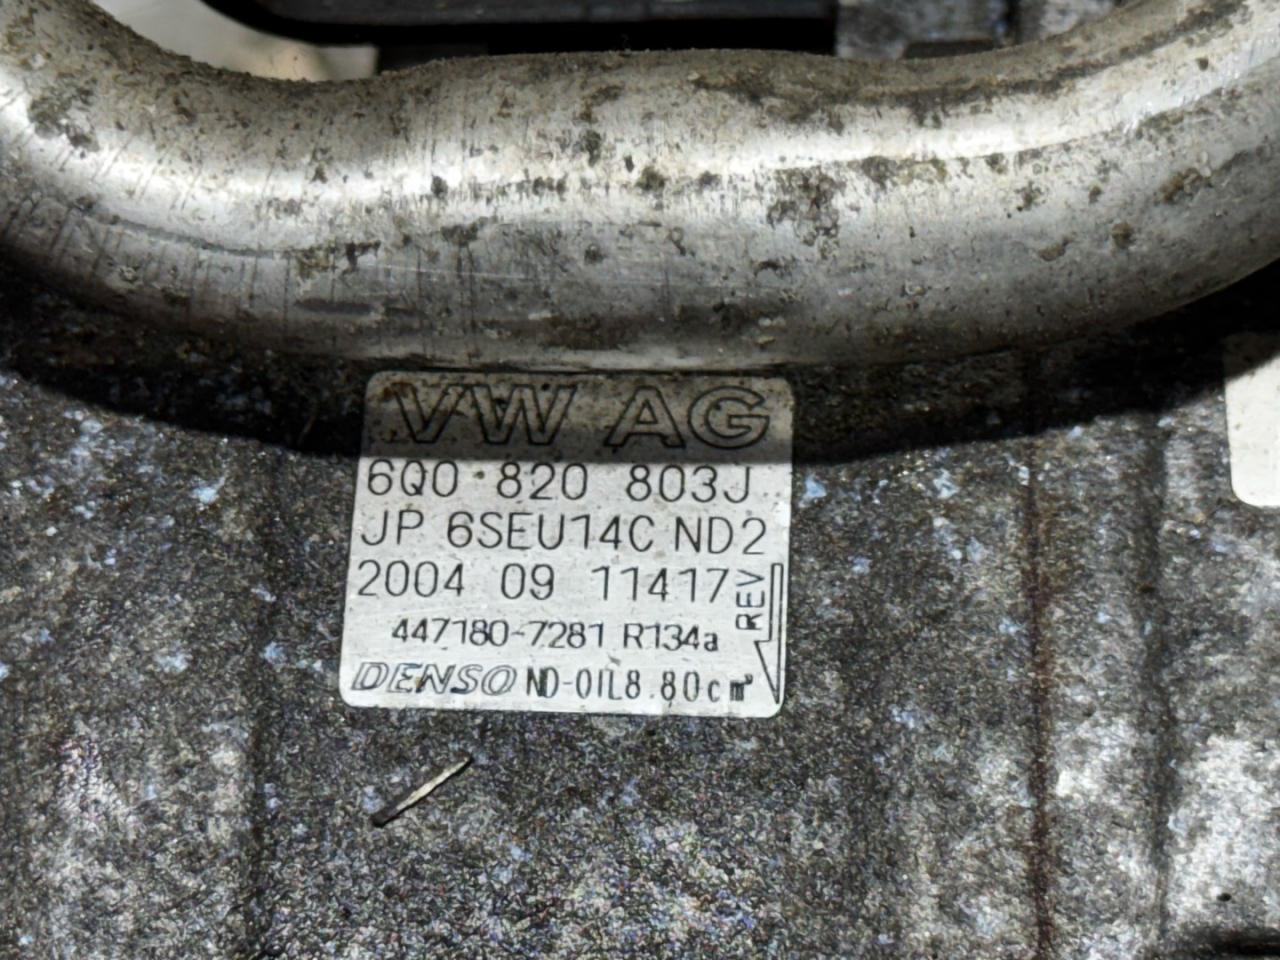 VW AG
6Q0 820 803J
JP 6SEU14C ND2
2004 09 11417
REV
447180-7281 R134a
DENSO ND-OIL8.80cm³